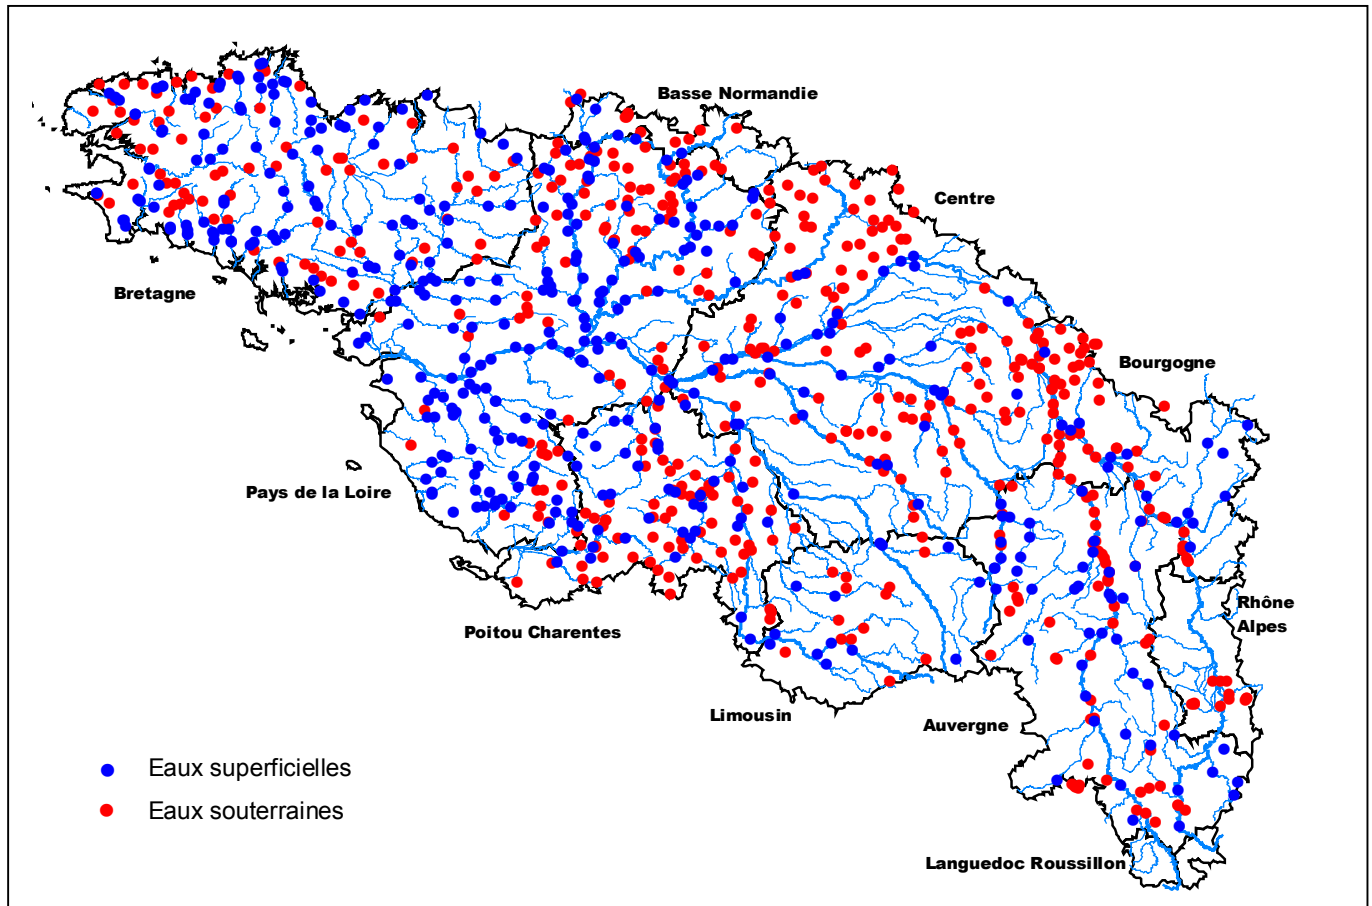 Basse Normandie
Centre
Bretagne
Bourgogne
Pays de la Loire
Rhône
Alpes
Poitou Charentes
Limousin
Auvergne
Eaux superficielles
Eaux souterraines
Languedoc Roussillon